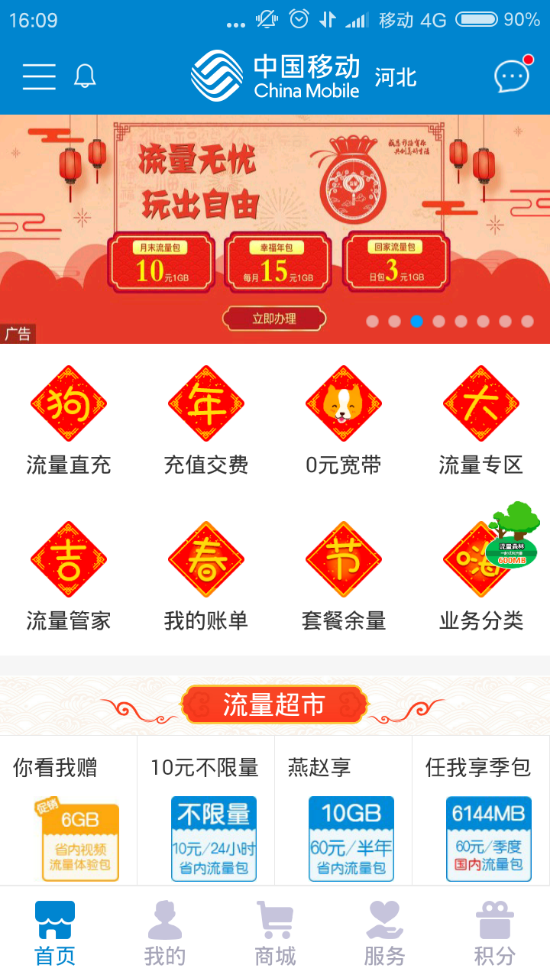 16:09
移动 4G 90%
中国移动
China Mobile
河北
流量无忧
玩出自由
月末流量包
10元1GB
幸福年包
每月15元1GB
回家流量包
日包3元1GB
立即办理
广告
狗 年 大
流量直充 充值交费 0元宽带 流量专区
吉 春 节 嗨
流量森林
600MB
流量管家 我的账单 套餐余量 业务分类
流量超市
你看我赠 10元不限量 燕赵享 任我享季包
促销
6GB
省内视频
流量体验包
不限量
10元/24小时
省内流量包
10GB
60元/半年
省内流量包
6144MB
60元/季度
国内流量包
首页 我的 商城 服务 积分